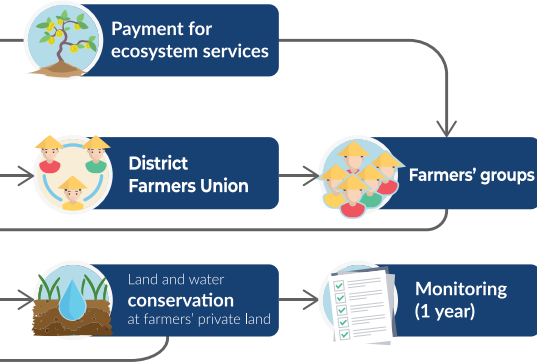 Payment for
ecosystem services
District
Farmers Union
Farmers' groups
Land and water
conservation
at farmers' private land
Monitoring
(1 year)